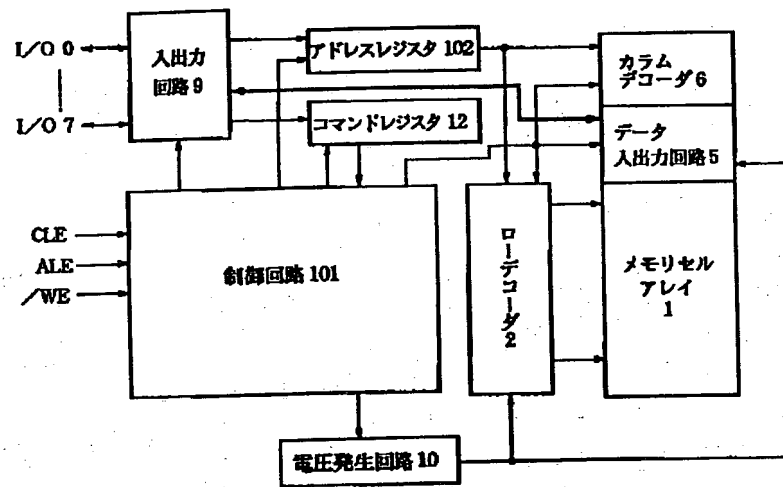 I/O 0
I/O 7
入出力
回路 9
アドレスレジスタ 102
コマンドレジスタ 12
カラム
デコーダ 6
データ
入出力回路 5
CLE
ALE
/WE
制御回路 101
ローデコーダ 2
メモリセル
アレイ
1
電圧発生回路 10